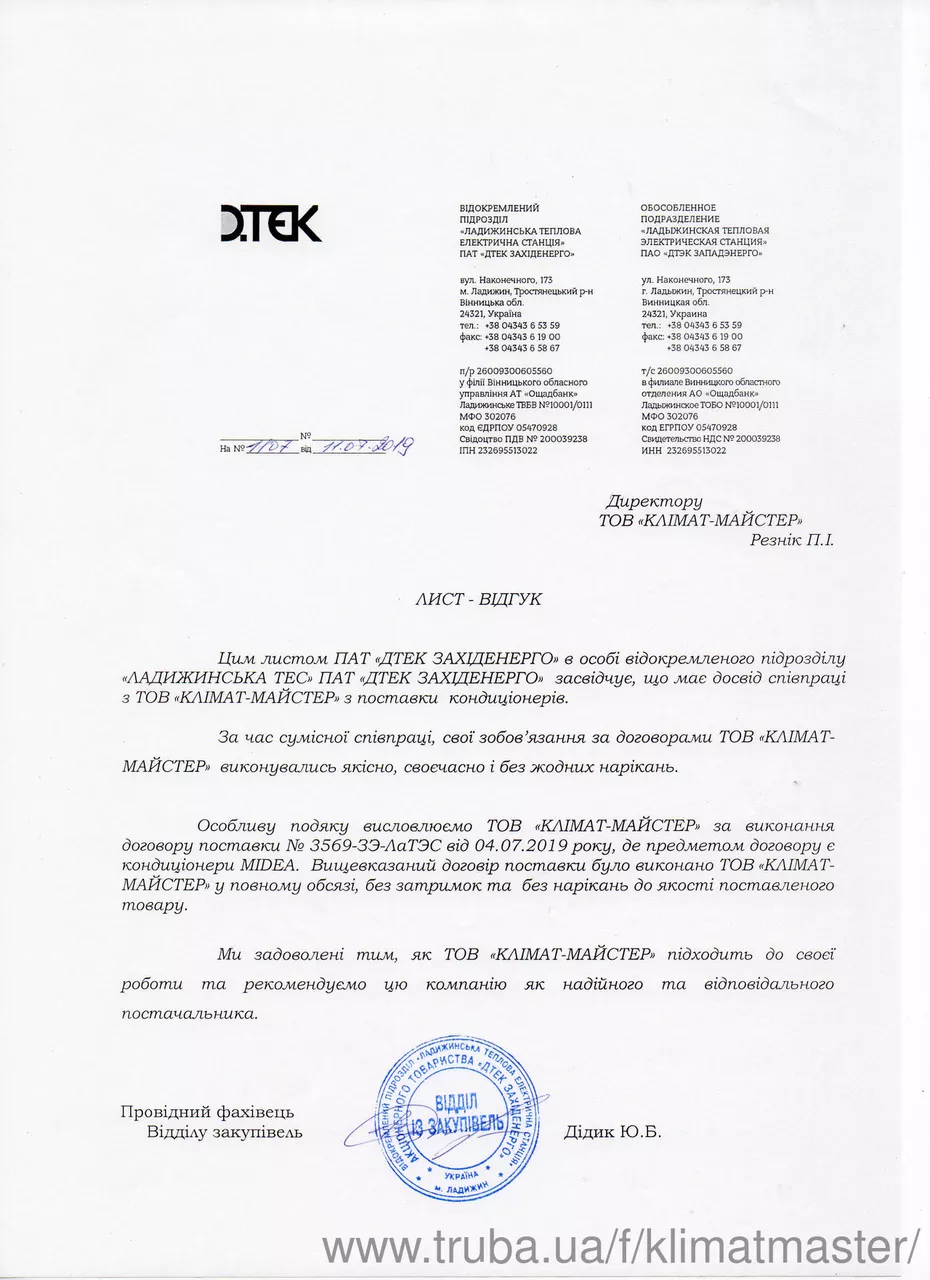 ДТЕК
ВІДОКРЕМЛЕНИЙ
ПІДРОЗДІЛ
«ЛАДИЖИНСЬКА ТЕПЛОВА
ЕЛЕКТРИЧНА СТАНЦІЯ»
ПАТ «ДТЕК ЗАХІДЕНЕРГО»
вул. Наконечного, 173
м. Ладижин, Тростянецький р-н
Вінницька обл.
24321, Україна
тел.: +38 04343 6 53 59
факс: +38 04343 6 19 00
+38 04343 6 58 67
п/р 26009300605560
у філії Вінницького обласного
управління АТ «Ощадбанк»
Ладижинське ТВБВ №10001/0111
МФО 302076
код ЄДРПОУ 05470928
Свідоцтво ПДВ № 200039238
ІПН 232695513022
ОБОСОБЛЕННОЕ
ПОДРАЗДЕЛЕНИЕ
«ЛАДЫЖИНСКАЯ ТЕПЛОВАЯ
ЭЛЕКТРИЧЕСКАЯ СТАНЦИЯ»
ПАО «ДТЭК ЗАПАДЭНЕРГО»
ул. Наконечного, 173
г. Ладыжин, Тростянецкий р-н
Винницкая обл.
24321, Украина
тел.: +38 04343 6 53 59
факс: +38 04343 6 19 00
+38 04343 6 58 67
т/с 26009300605560
в филиале Винницкого областного
отделения АО «Ощадбанк»
Ладыжинское ТОБО №10001/0111
МФО 302076
код ЕГРПОУ 05470928
Свидетельство НДС № 200039238
ИНН 232695513022
№
На № 11/07 від 11.07.2019
Директору
ТОВ «КЛІМАТ-МАЙСТЕР»
Резнік П.І.
ЛИСТ - ВІДГУК
Цим листом ПАТ «ДТЕК ЗАХІДЕНЕРГО» в особі відокремленого підрозділу
«ЛАДИЖИНСЬКА ТЕС» ПАТ «ДТЕК ЗАХІДЕНЕРГО» засвідчує, що має досвід співпраці
з ТОВ «КЛІМАТ-МАЙСТЕР» з поставки кондиціонерів.
За час сумісної співпраці, свої зобов'язання за договорами ТОВ «КЛІМАТ-
МАЙСТЕР» виконувались якісно, своєчасно і без жодних нарікань.
Особливу подяку висловлюємо ТОВ «КЛІМАТ-МАЙСТЕР» за виконання
договору поставки № 3569-ЗЭ-ЛаТЭС від 04.07.2019 року, де предметом договору є
кондиціонери MIDEA. Вищевказаний договір поставки було виконано ТОВ «КЛІМАТ-
МАЙСТЕР» у повному обсязі, без затримок та без нарікань до якості поставленого
товару.
Ми задоволені тим, як ТОВ «КЛІМАТ-МАЙСТЕР» підходить до своєї
роботи та рекомендуємо цю компанію як надійного та відповідального
постачальника.
Провідний фахівець
Відділу закупівель
Дідик Ю.Б.
ВІДОКРЕМЛЕНИЙ ПІДРОЗДІЛ «ЛАДИЖИНСЬКА ТЕПЛОВА ЕЛЕКТРИЧНА СТАНЦІЯ»
АКЦІОНЕРНОГО ТОВАРИСТВА «ДТЕК ЗАХІДЕНЕРГО»
ВІДДІЛ
ІЗ ЗАКУПІВЕЛЬ
* УКРАЇНА *
* м. ЛАДИЖИН *
www.truba.ua/f/klimatmaster/